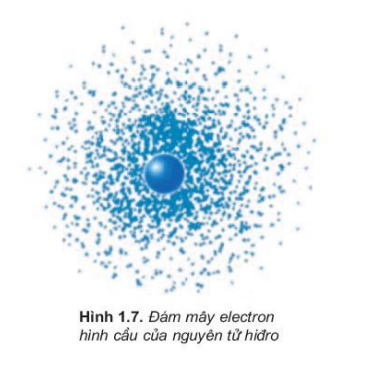 Hình 1.7. Đám mây electron
hình cầu của nguyên tử hiđro